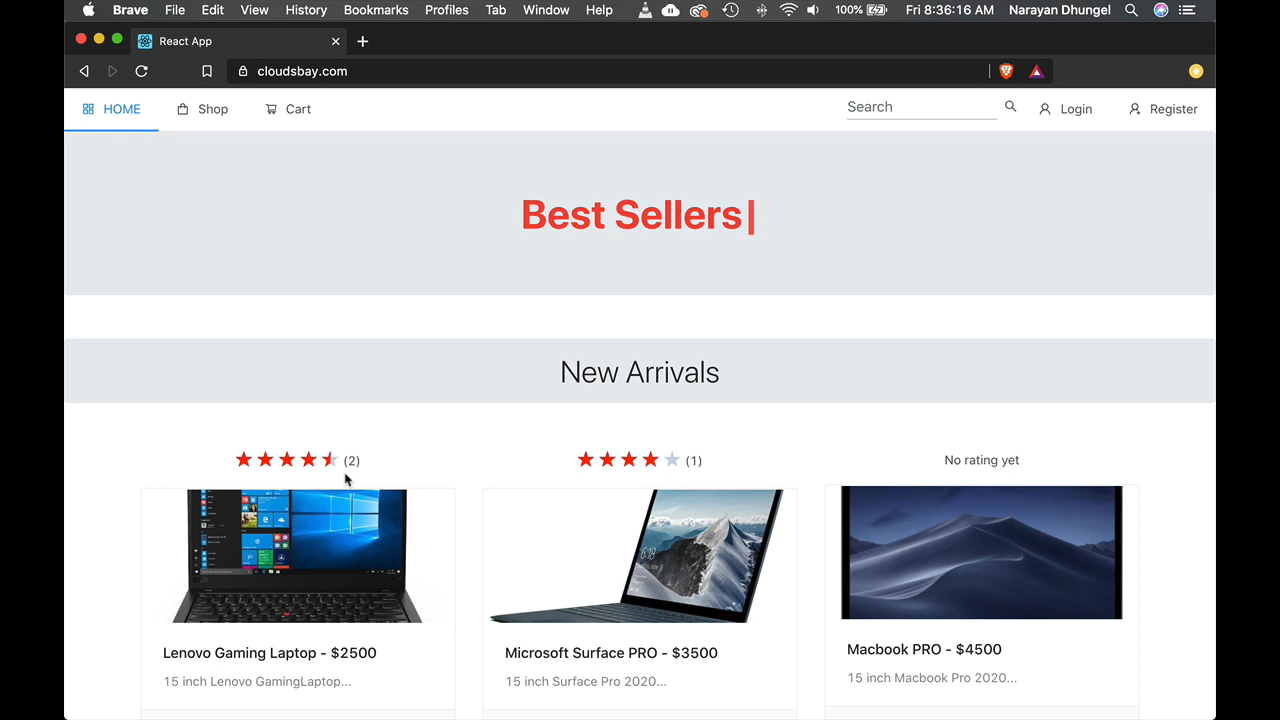 Brave File Edit View History Bookmarks Profiles Tab Window Help 100% Fri 8:36:16 AM Narayan Dhungel
React App
cloudsbay.com
HOME Shop Cart Search Login Register
Best Sellers
New Arrivals
(2) (1) No rating yet
6:18
Lenovo Gaming Laptop - $2500
15 inch Lenovo GamingLaptop...
Microsoft Surface PRO - $3500
15 inch Surface Pro 2020...
Macbook PRO - $4500
15 inch Macbook Pro 2020...